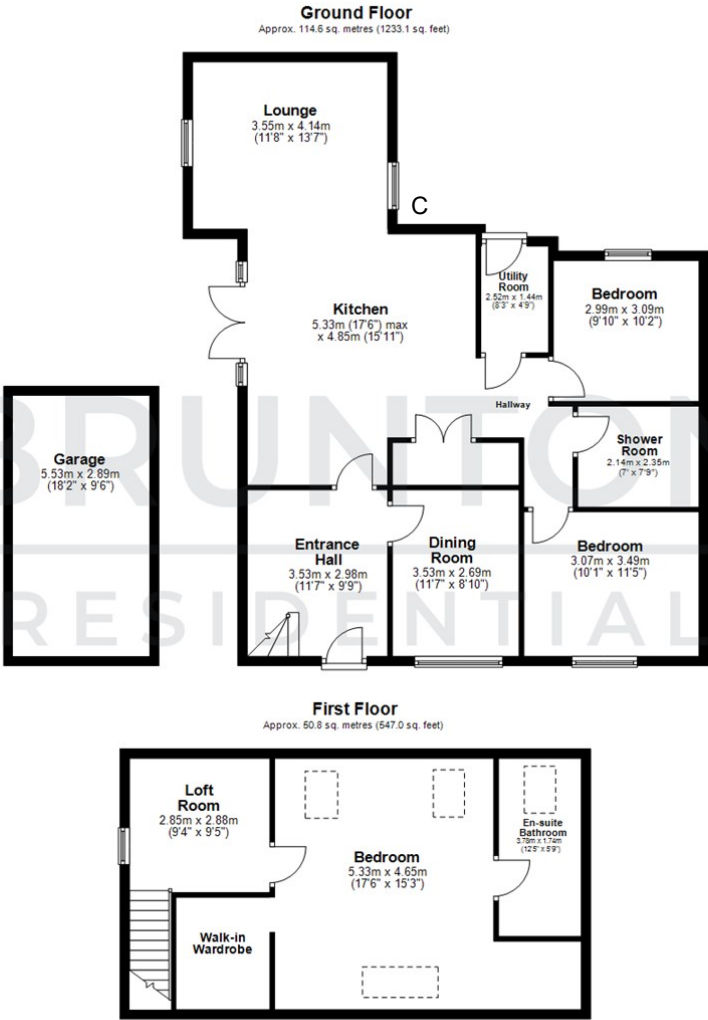 Ground Floor
Approx. 114.6 sq. metres (1233.1 sq. feet)
Lounge
3.55m x 4.14m
(11'8" x 13'7")
C
Utility
Room
2.52m x 1.44m
(8'3" x 4'9")
Bedroom
2.99m x 3.09m
(9'10" x 10'2")
Kitchen
5.33m (17'6") max
x 4.85m (15'11")
Hallway
BRUNTON
Garage
5.53m x 2.89m
(18'2" x 9'6")
Shower
Room
2.14m x 2.35m
(7' x 7'9")
Entrance
Hall
3.53m x 2.98m
(11'7" x 9'9")
Dining
Room
3.53m x 2.69m
(11'7" x 8'10")
Bedroom
3.07m x 3.49m
(10'1" x 11'5")
RESIDENTIAL
First Floor
Approx. 50.8 sq. metres (547.0 sq. feet)
Loft
Room
2.85m x 2.88m
(9'4" x 9'5")
Bedroom
5.33m x 4.65m
(17'6" x 15'3")
En-suite
Bathroom
3.78m x 1.74m
(12'5" x 5'9")
Walk-in
Wardrobe